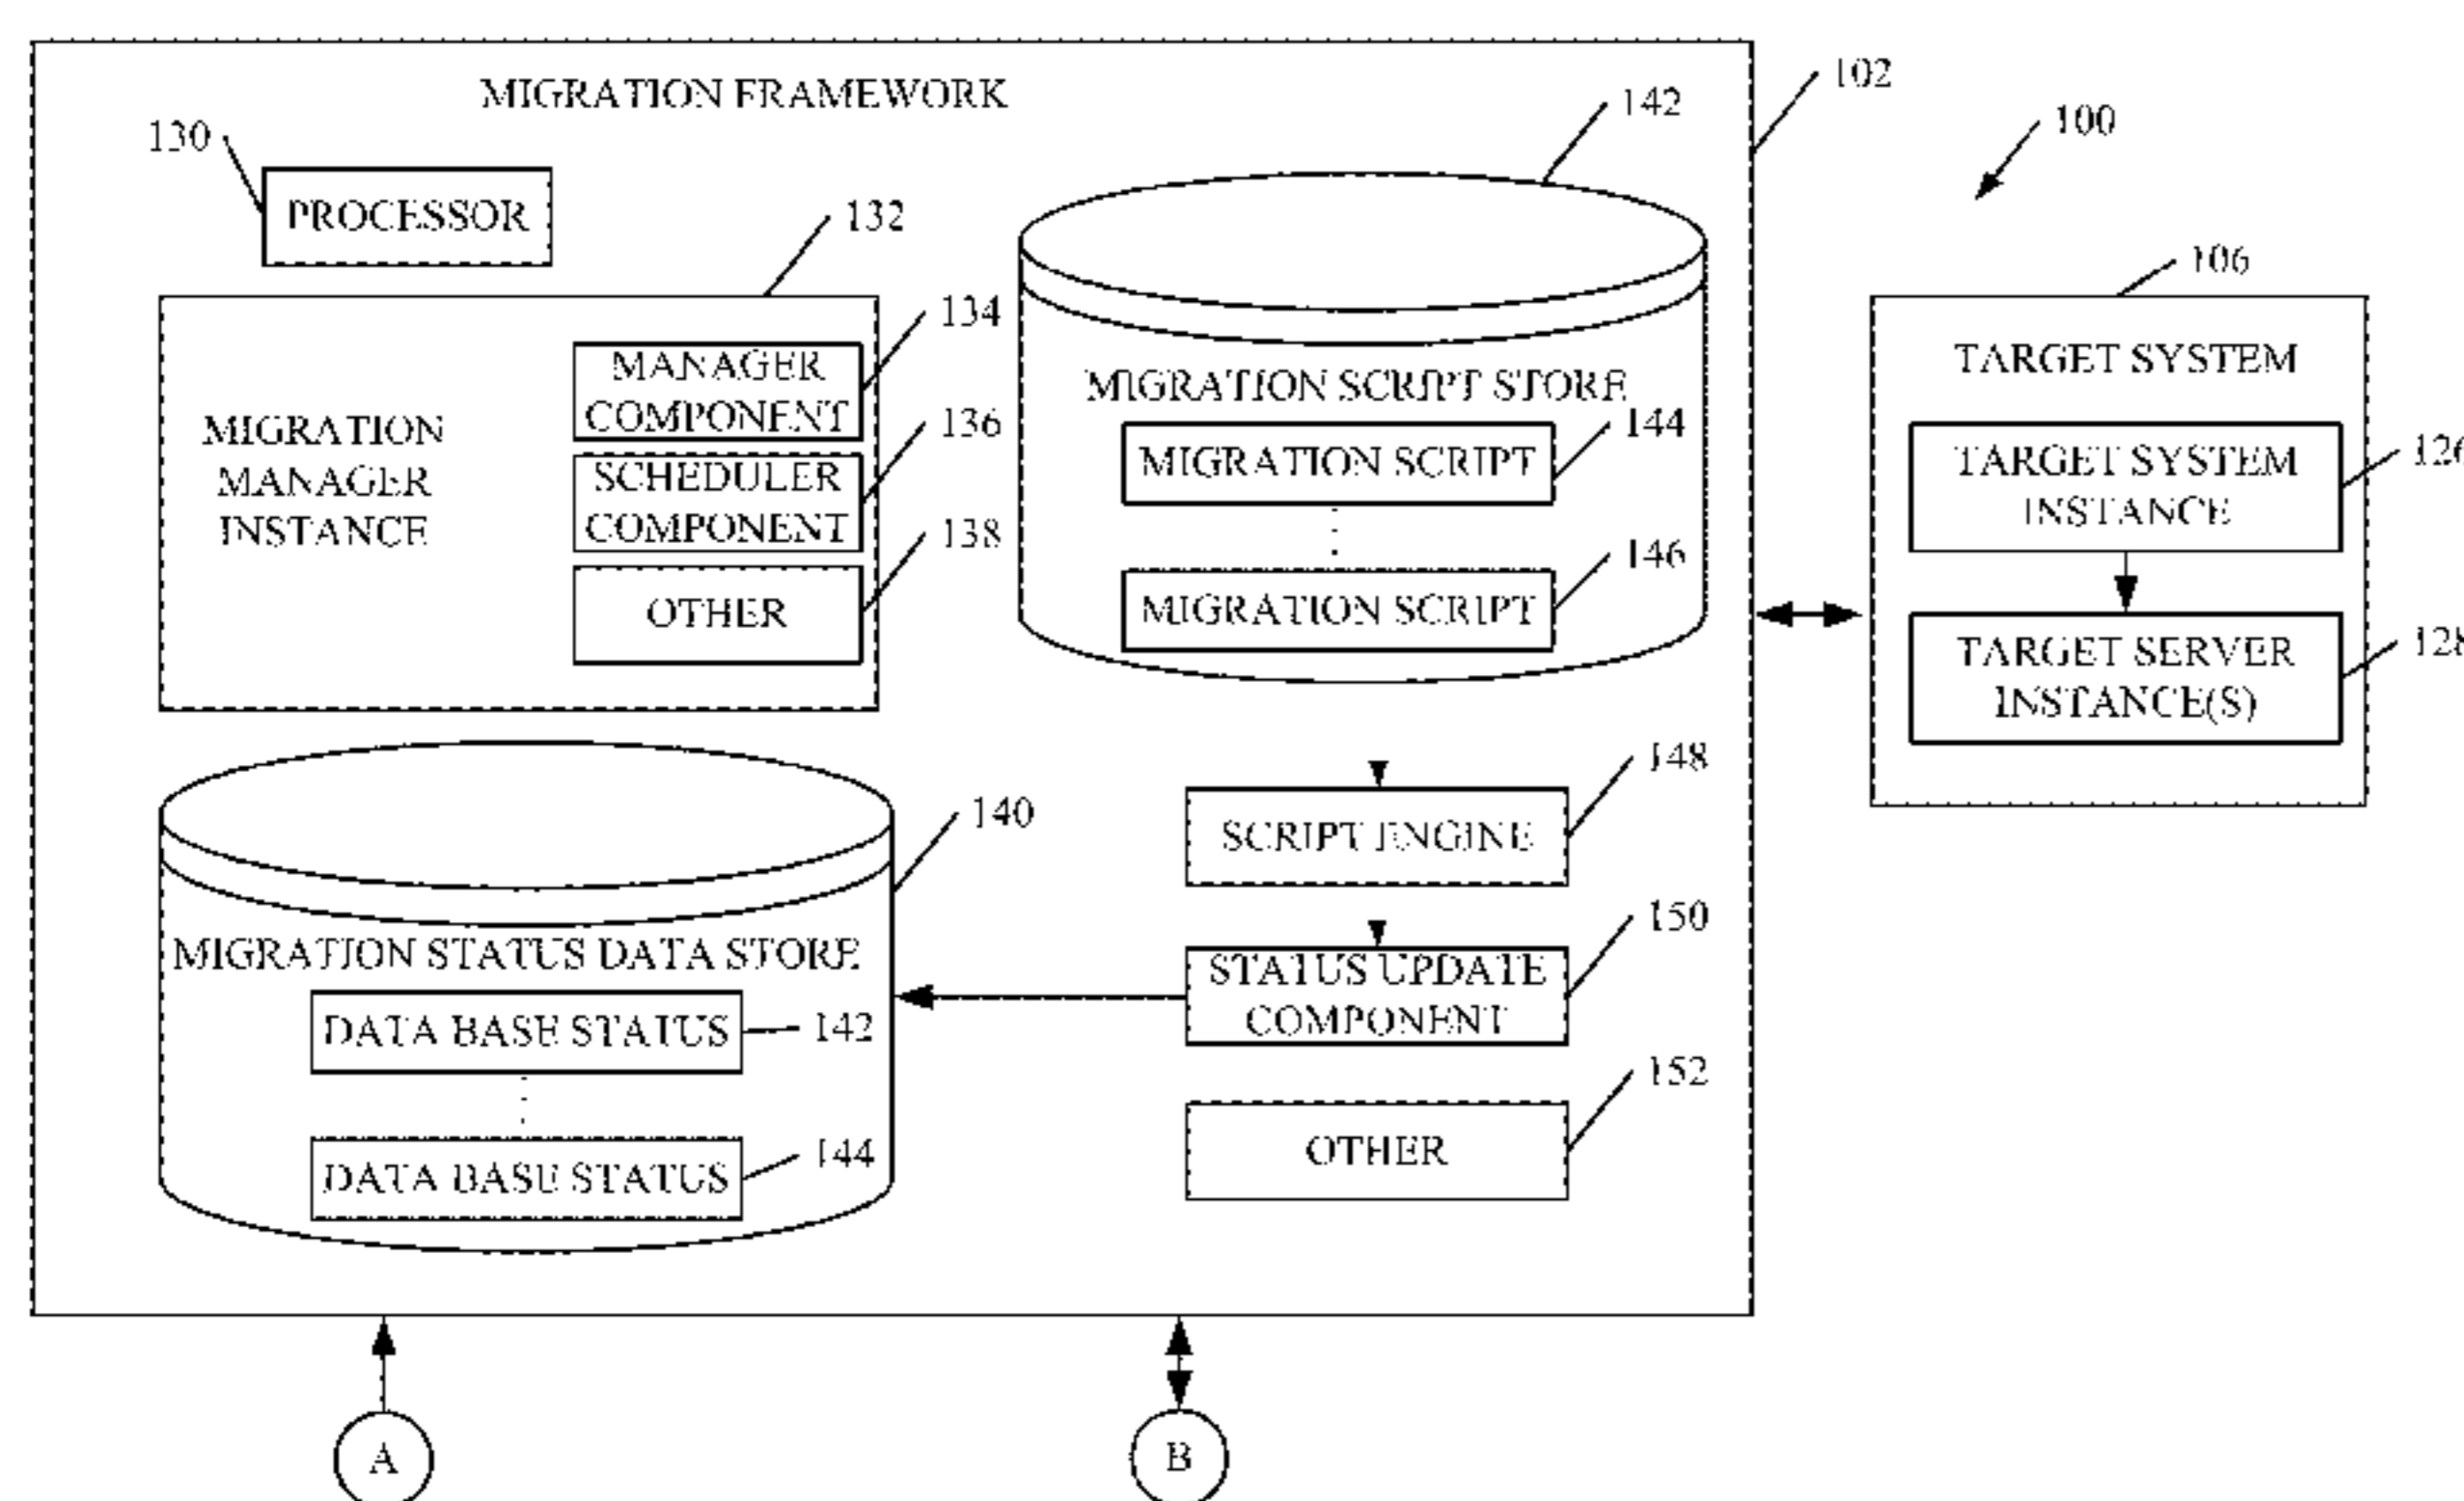 MIGRATION FRAMEWORK
102
142
100
130
PROCESSOR
132
106
134
MANAGER
COMPONENT
MIGRATION
MANAGER
INSTANCE
136
SCHEDULER
COMPONENT
138
OTHER
MIGRATION SCRIPT STORE
144
MIGRATION SCRIPT
146
MIGRATION SCRIPT
TARGET SYSTEM
126
TARGET SYSTEM
INSTANCE
128
TARGET SERVER
INSTANCE(S)
148
SCRIPT ENGINE
140
150
STATUS UPDATE
COMPONENT
MIGRATION STATUS DATA STORE
DATA BASE STATUS
142
DATA BASE STATUS
144
152
OTHER
A
B